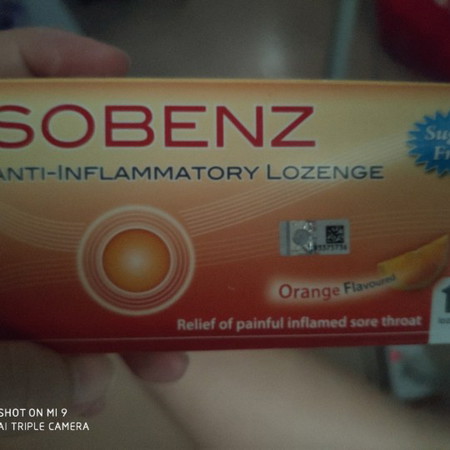 SOBENZ
ANTI-INFLAMMATORY LOZENGE
Orange Flavoured
Relief of painful inflamed sore throat
SHOT ON MI 9
AI TRIPLE CAMERA